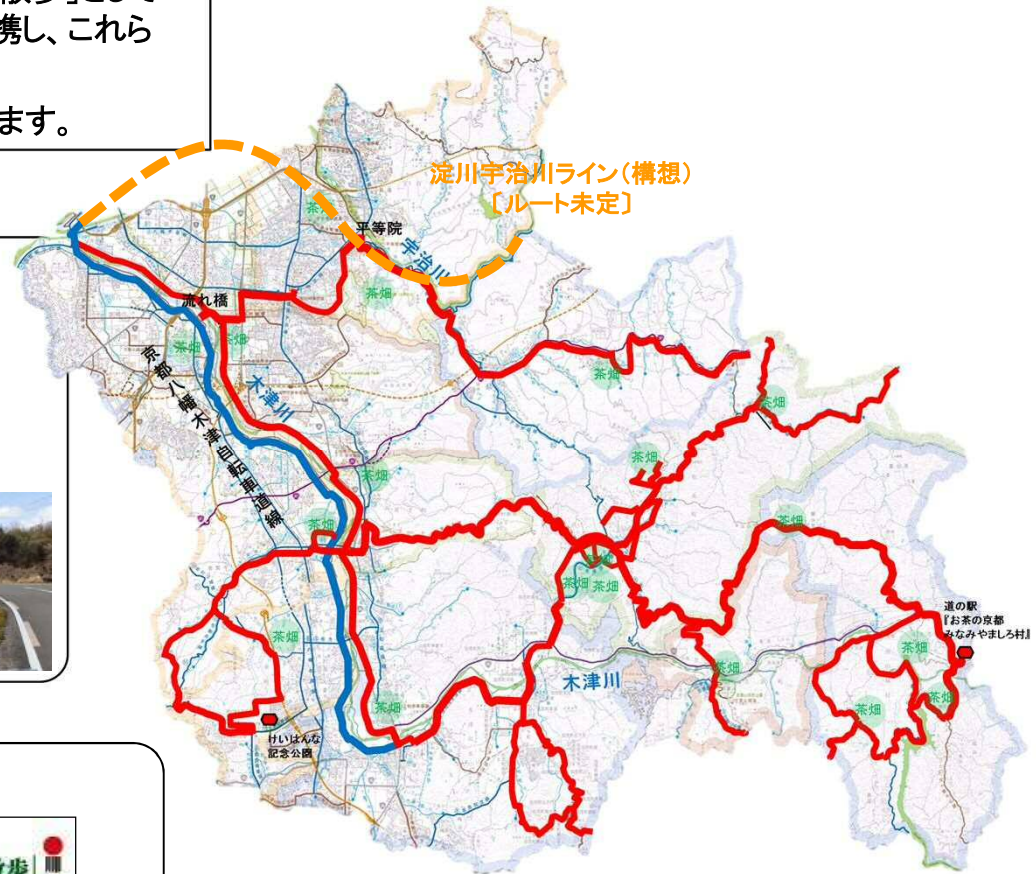 携し、これら
ます。
淀川宇治川ライン（構想）
〔ルート未定〕
茶畑
平等院
宇治川
茶畑
流れ橋
茶畑
木津川
京都八幡木津自転車道線
茶畑
茶畑
茶畑
茶畑
茶畑
茶畑
茶畑
茶畑
道の駅
『お茶の京都
みなみやましろ村』
茶畑
茶畑
茶畑
木津川
茶畑
茶畑
茶畑
けいはんな
記念公園